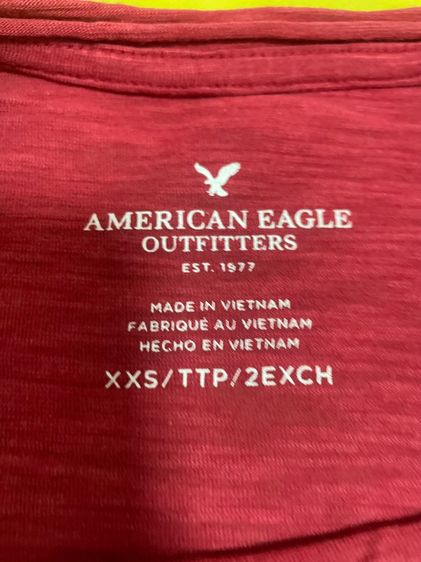 AMERICAN EAGLE
OUTFITTERS
EST. 1977
MADE IN VIETNAM
FABRIQUÉ AU VIETNAM
HECHO EN VIETNAM
XXS/TTP/2EXCH